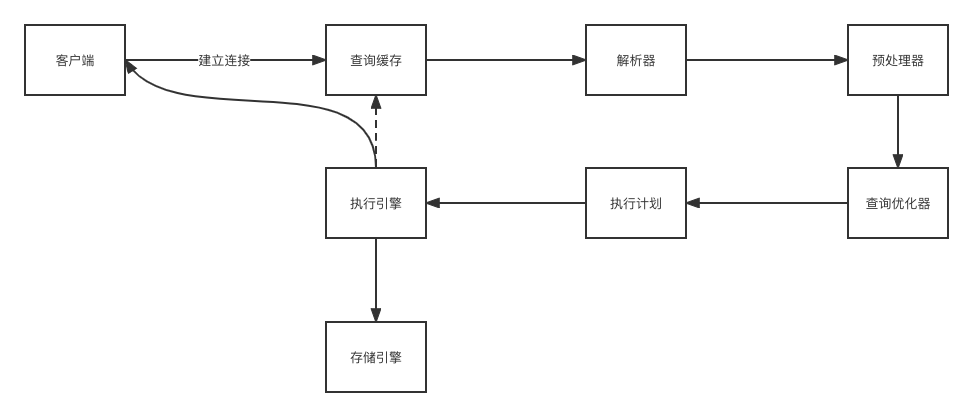 客户端
建立连接
查询缓存
解析器
预处理器
执行引擎
执行计划
查询优化器
存储引擎